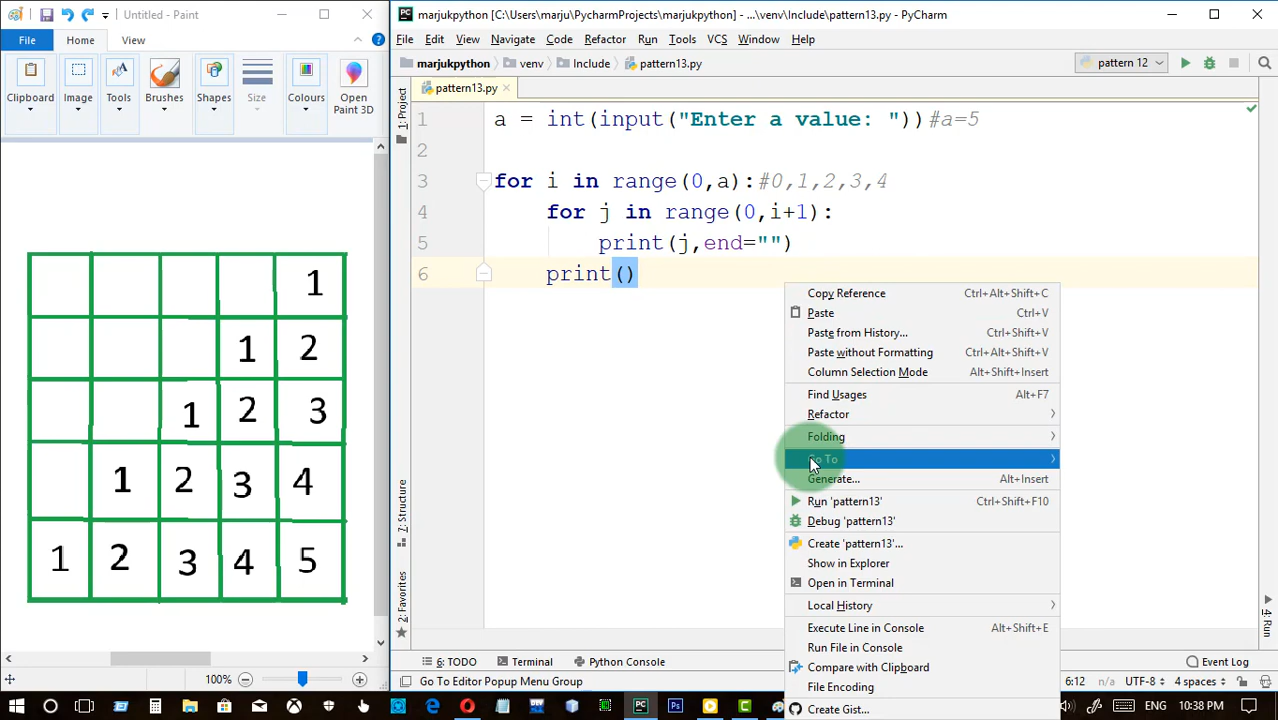 Untitled - Paint
File
Home
View
Clipboard
Image
Tools
Brushes
Shapes
Size
Colours
Open
Paint 3D
1
1 2
1 2 3
1 2 3 4
1 2 3 4 5
100%
PC
marjukpython [C:\Users\marju\PycharmProjects\marjukpython] - ...\venv\Include\pattern13.py - PyCharm
File Edit View Navigate Code Refactor Run Tools VCS Window Help
marjukpython venv Include pattern13.py
pattern 12
pattern13.py
1: Project
7: Structure
2: Favorites
1 a = int(input("Enter a value: "))#a=5
2
3 for i in range(0,a):#0,1,2,3,4
4 for j in range(0,i+1):
5 print(j,end="")
6 print()
Copy Reference Ctrl+Alt+Shift+C
Paste Ctrl+V
Paste from History... Ctrl+Shift+V
Paste without Formatting Ctrl+Alt+Shift+V
Column Selection Mode Alt+Shift+Insert
Find Usages Alt+F7
Refactor
Folding
Go To
Generate... Alt+Insert
Run 'pattern13' Ctrl+Shift+F10
Debug 'pattern13'
Create 'pattern13'...
Show in Explorer
Open in Terminal
Local History
Execute Line in Console Alt+Shift+E
Run File in Console
Compare with Clipboard
File Encoding
Create Gist...
4: Run
6: TODO Terminal Python Console Event Log
Go To Editor Popup Menu Group 6:12 n/a UTF-8 4 spaces
ENG 10:38 PM